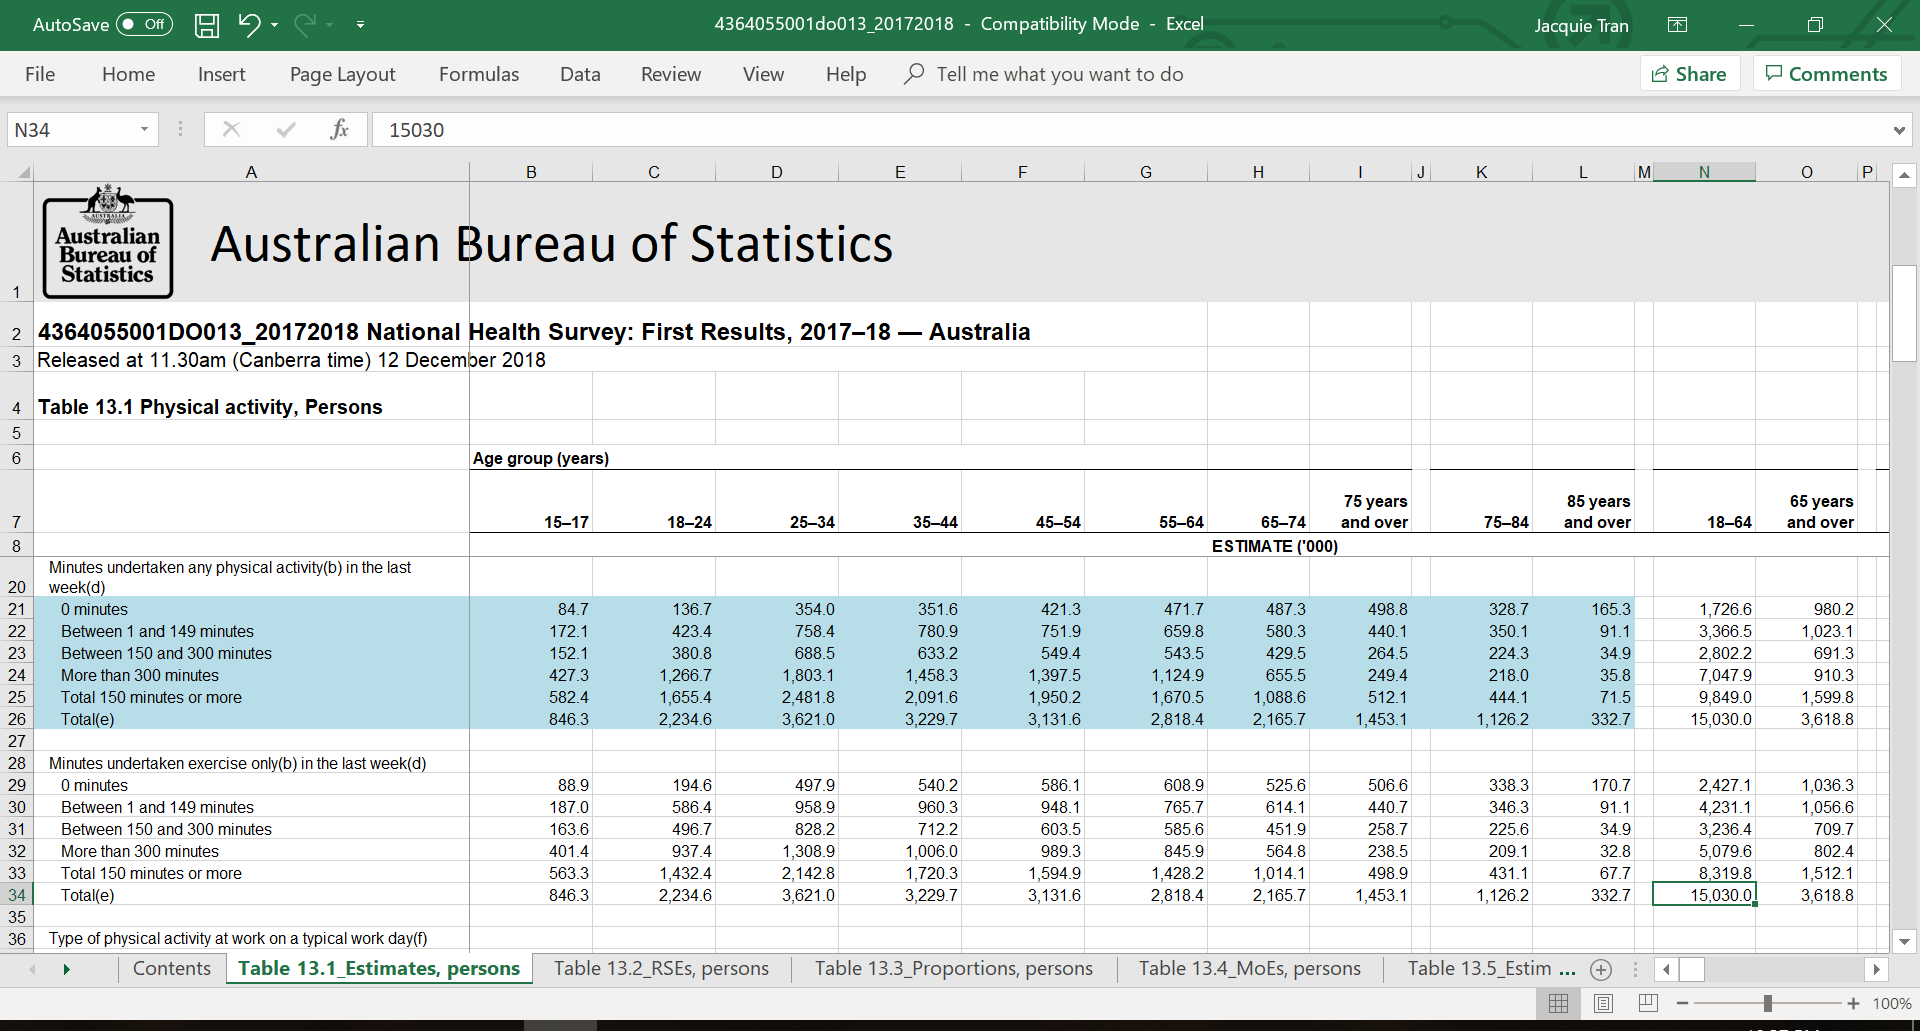 AutoSave Off 4364055001do013_20172018 - Compatibility Mode - Excel Jacquie Tran
File Home Insert Page Layout Formulas Data Review View Help Tell me what you want to do Share Comments
N34 fx 15030
A B C D E F G H I J K L M N O P
AUSTRALIA
Australian
Bureau of
Statistics
Australian Bureau of Statistics
1
2 4364055001DO013_20172018 National Health Survey: First Results, 2017–18 — Australia
3 Released at 11.30am (Canberra time) 12 December 2018
4 Table 13.1 Physical activity, Persons
5
6 Age group (years)
75 years 85 years 65 years
7 15–17 18–24 25–34 35–44 45–54 55–64 65–74 and over 75–84 and over 18–64 and over
8 ESTIMATE ('000)
Minutes undertaken any physical activity(b) in the last
20 week(d)
21 0 minutes 84.7 136.7 354.0 351.6 421.3 471.7 487.3 498.8 328.7 165.3 1,726.6 980.2
22 Between 1 and 149 minutes 172.1 423.4 758.4 780.9 751.9 659.8 580.3 440.1 350.1 91.1 3,366.5 1,023.1
23 Between 150 and 300 minutes 152.1 380.8 688.5 633.2 549.4 543.5 429.5 264.5 224.3 34.9 2,802.2 691.3
24 More than 300 minutes 427.3 1,266.7 1,803.1 1,458.3 1,397.5 1,124.9 655.5 249.4 218.0 35.8 7,047.9 910.3
25 Total 150 minutes or more 582.4 1,655.4 2,481.8 2,091.6 1,950.2 1,670.5 1,088.6 512.1 444.1 71.5 9,849.0 1,599.8
26 Total(e) 846.3 2,234.6 3,621.0 3,229.7 3,131.6 2,818.4 2,165.7 1,453.1 1,126.2 332.7 15,030.0 3,618.8
27
28 Minutes undertaken exercise only(b) in the last week(d)
29 0 minutes 88.9 194.6 497.9 540.2 586.1 608.9 525.6 506.6 338.3 170.7 2,427.1 1,036.3
30 Between 1 and 149 minutes 187.0 586.4 958.9 960.3 948.1 765.7 614.1 440.7 346.3 91.1 4,231.1 1,056.6
31 Between 150 and 300 minutes 163.6 496.7 828.2 712.2 603.5 585.6 451.9 258.7 225.6 34.9 3,236.4 709.7
32 More than 300 minutes 401.4 937.4 1,308.9 1,006.0 989.3 845.9 564.8 238.5 209.1 32.8 5,079.6 802.4
33 Total 150 minutes or more 563.3 1,432.4 2,142.8 1,720.3 1,594.9 1,428.2 1,014.1 498.9 431.1 67.7 8,319.8 1,512.1
34 Total(e) 846.3 2,234.6 3,621.0 3,229.7 3,131.6 2,818.4 2,165.7 1,453.1 1,126.2 332.7 15,030.0 3,618.8
35
36 Type of physical activity at work on a typical work day(f)
Contents Table 13.1_Estimates, persons Table 13.2_RSEs, persons Table 13.3_Proportions, persons Table 13.4_MoEs, persons Table 13.5_Estim ...
100%